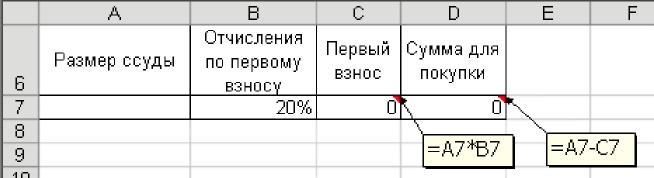 A B C D E F
Размер ссуды
Отчисления
по первому
взносу
Первый
взнос
Сумма для
покупки
6
7 20% 0 0
8
=A7*B7 =A7-C7
9
10